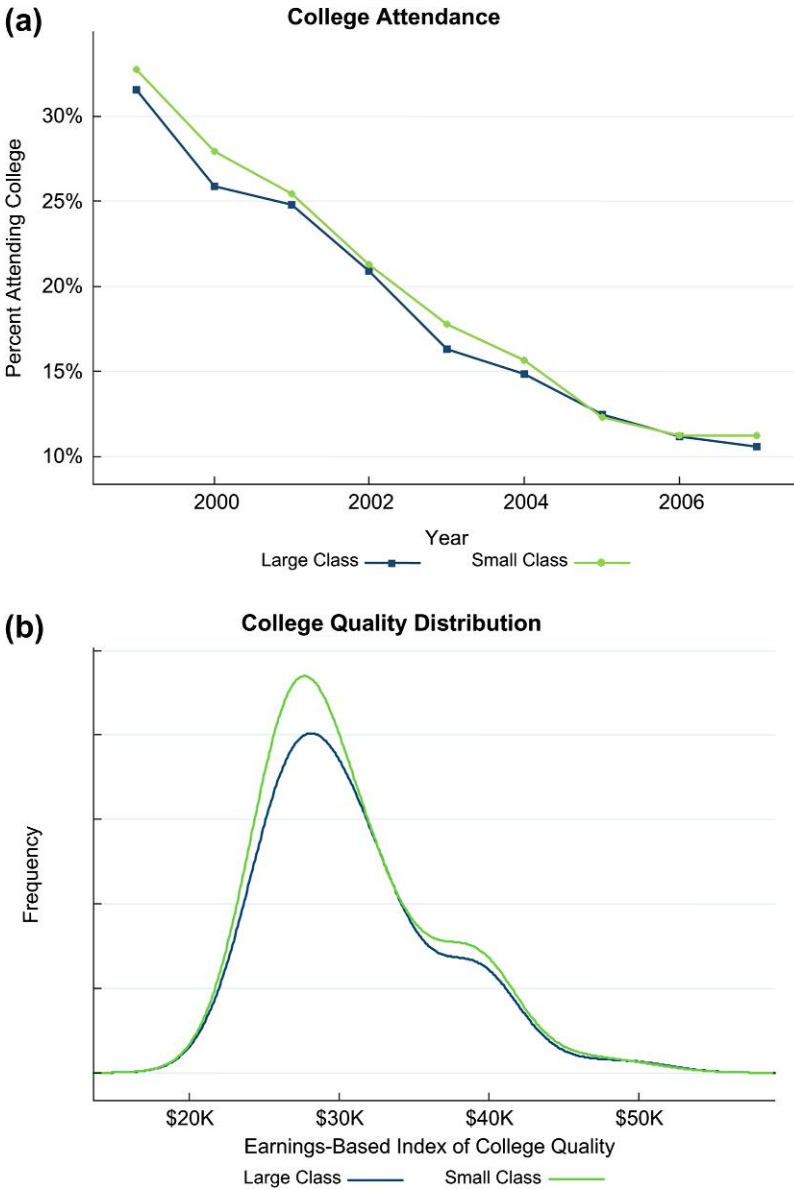 (a)
College Attendance
Percent Attending College
30%
25%
20%
15%
10%
2000 2002 2004 2006
Year
Large Class Small Class
(b)
College Quality Distribution
Frequency
$20K $30K $40K $50K
Earnings-Based Index of College Quality
Large Class Small Class